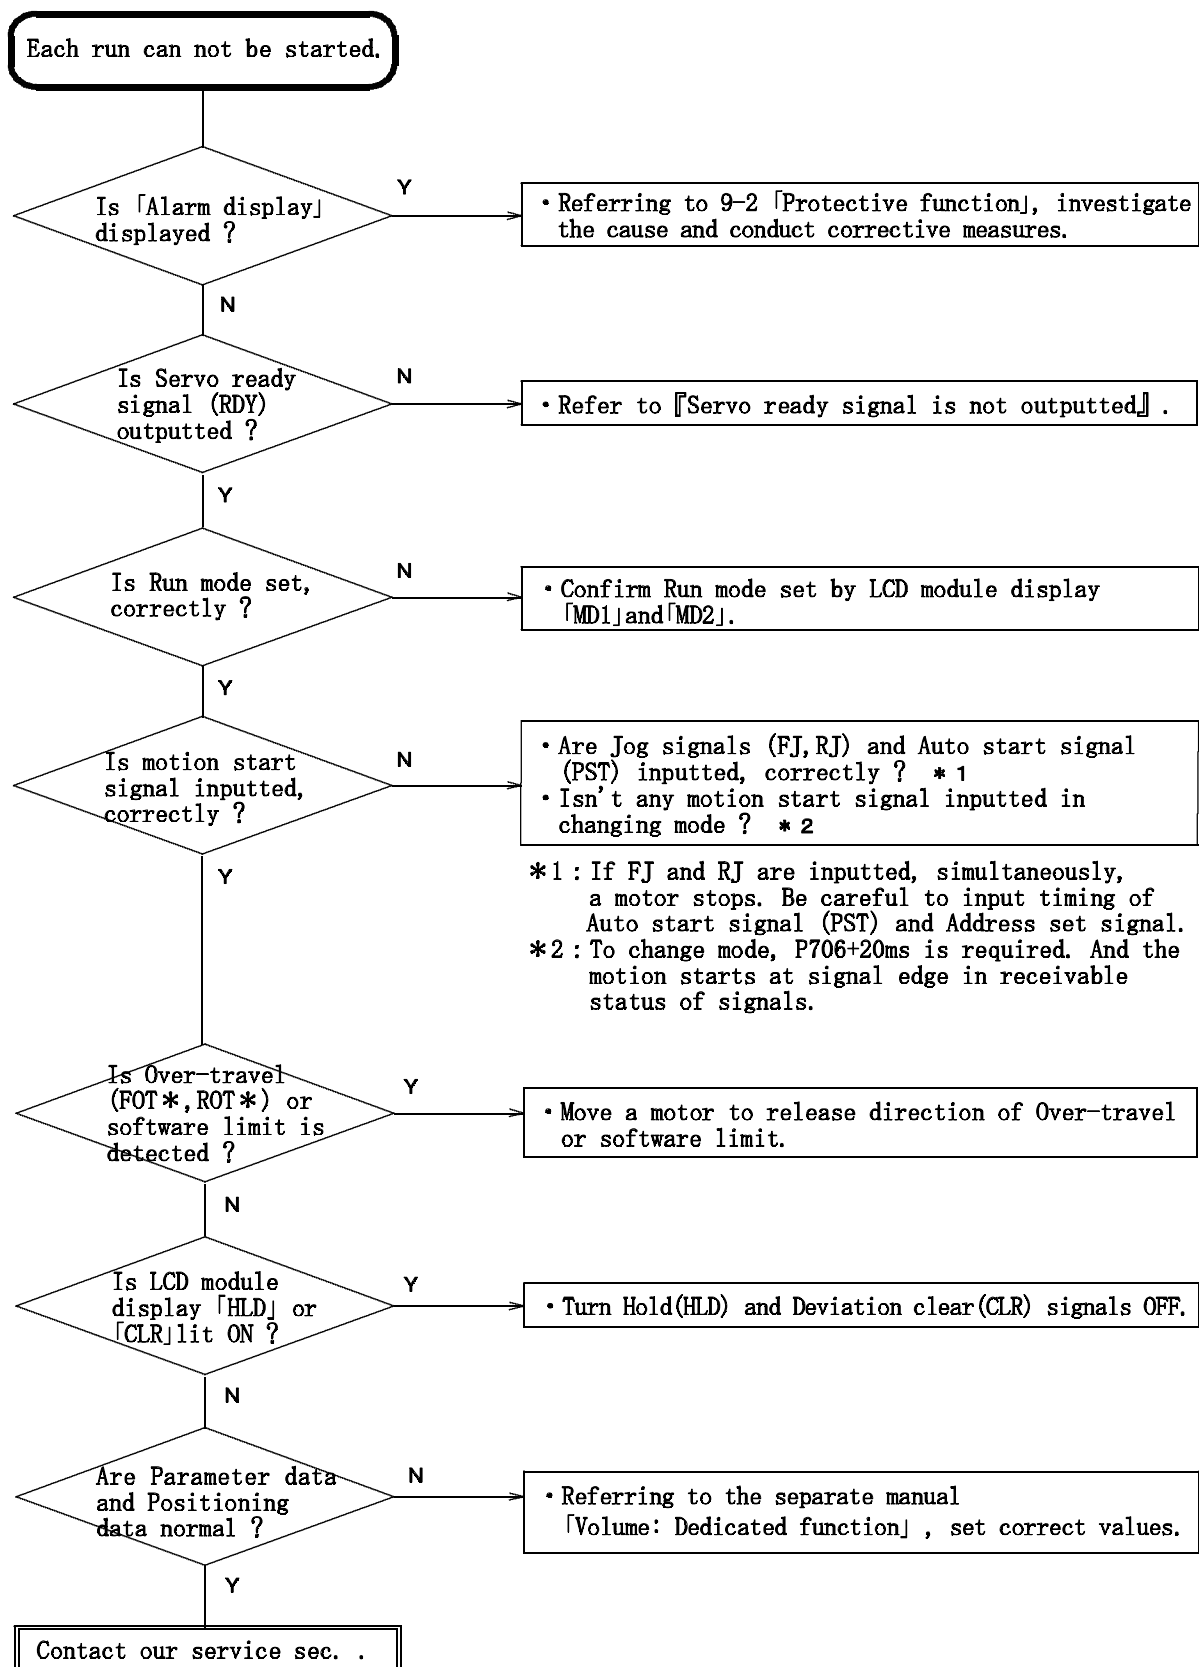 Each run can not be started.
Is「Alarm display」
displayed ?
Y
・Referring to 9-2「Protective function」, investigate
the cause and conduct corrective measures.
N
Is Servo ready
signal (RDY)
outputted ?
N
・Refer to『Servo ready signal is not outputted』.
Y
Is Run mode set,
correctly ?
N
・Confirm Run mode set by LCD module display
「MD1」and「MD2」.
Y
Is motion start
signal inputted,
correctly ?
N
・Are Jog signals (FJ,RJ) and Auto start signal
(PST) inputted, correctly ? *1
・Isn't any motion start signal inputted in
changing mode ? *2
Y
*1：If FJ and RJ are inputted, simultaneously,
a motor stops. Be careful to input timing of
Auto start signal (PST) and Address set signal.
*2：To change mode, P706+20ms is required. And the
motion starts at signal edge in receivable
status of signals.
Is Over-travel
(FOT*,ROT*) or
software limit is
detected ?
Y
・Move a motor to release direction of Over-travel
or software limit.
N
Is LCD module
display「HLD」or
「CLR」lit ON ?
Y
・Turn Hold(HLD) and Deviation clear(CLR) signals OFF.
N
Are Parameter data
and Positioning
data normal ?
N
・Referring to the separate manual
「Volume: Dedicated function」, set correct values.
Y
Contact our service sec. .